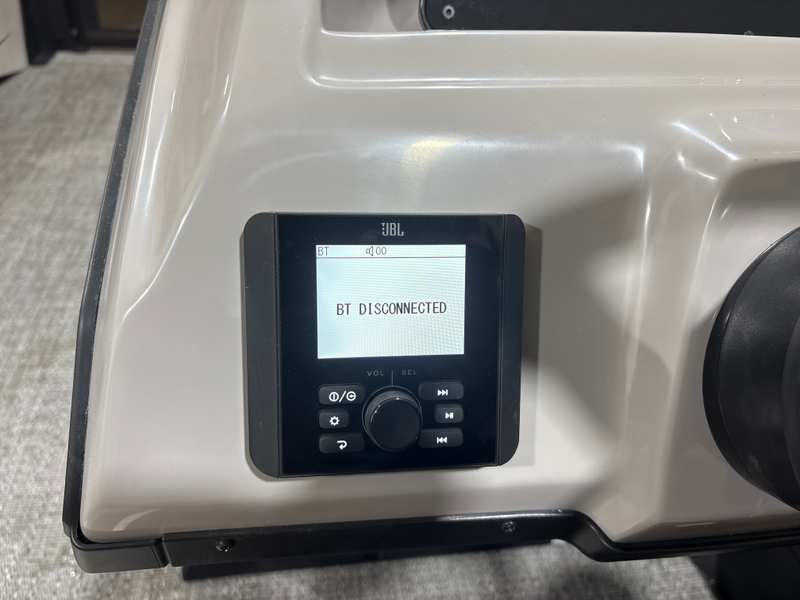 JBL
BT 00
BT DISCONNECTED
VOL SEL